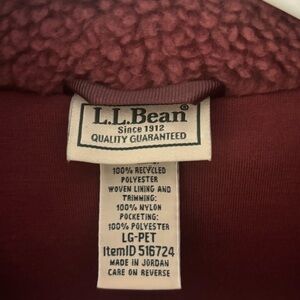 L.L.Bean®
Since 1912
QUALITY GUARANTEED
100% RECYCLED
POLYESTER
WOVEN LINING AND
TRIMMING:
100% NYLON
POCKETING:
100% POLYESTER
LG-PET
ItemID 516724
MADE IN JORDAN
CARE ON REVERSE